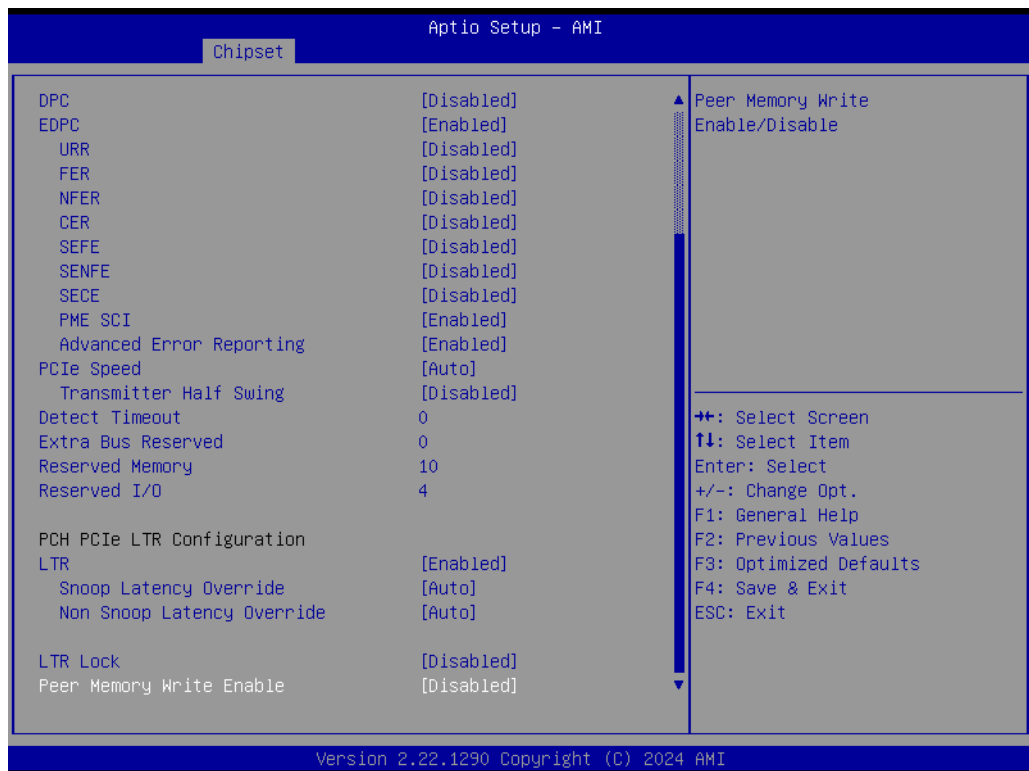 Aptio Setup - AMI
Chipset
DPC [Disabled]
EDPC [Enabled]
URR [Disabled]
FER [Disabled]
NFER [Disabled]
CER [Disabled]
SEFE [Disabled]
SENFE [Disabled]
SECE [Disabled]
PME SCI [Enabled]
Advanced Error Reporting [Enabled]
PCIe Speed [Auto]
Transmitter Half Swing [Disabled]
Detect Timeout 0
Extra Bus Reserved 0
Reserved Memory 10
Reserved I/O 4
PCH PCIe LTR Configuration
LTR [Enabled]
Snoop Latency Override [Auto]
Non Snoop Latency Override [Auto]
LTR Lock [Disabled]
Peer Memory Write Enable [Disabled]
Peer Memory Write
Enable/Disable
→←: Select Screen
↑↓: Select Item
Enter: Select
+/-: Change Opt.
F1: General Help
F2: Previous Values
F3: Optimized Defaults
F4: Save & Exit
ESC: Exit
Version 2.22.1290 Copyright (C) 2024 AMI